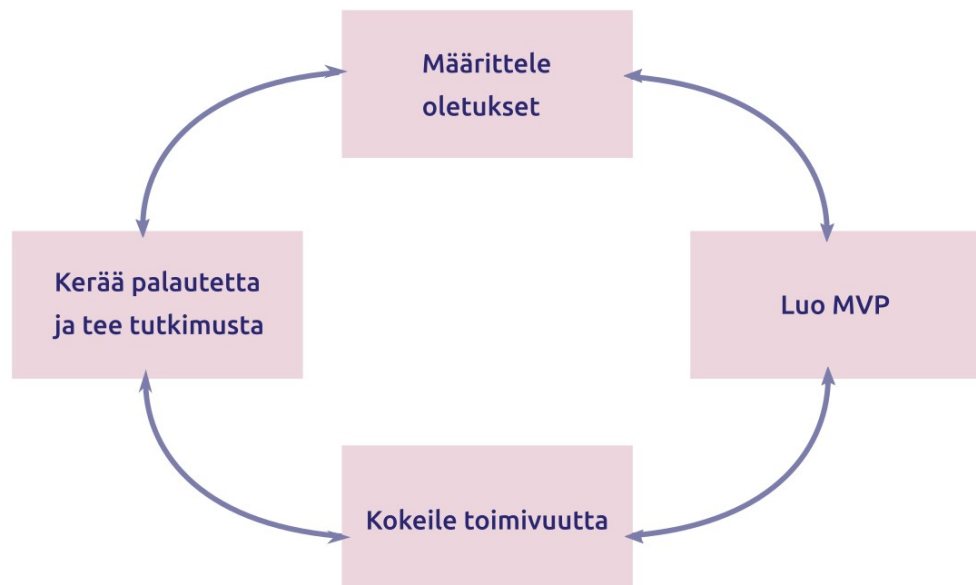 Määrittele
oletukset
Kerää palautetta
ja tee tutkimusta
Luo MVP
Kokeile toimivuutta